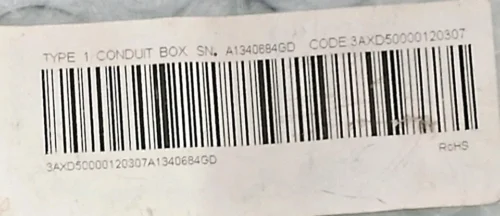 TYPE 1 CONDUIT BOX SN. A1340684GD CODE 3AXD50000120307
3AXD50000120307A1340684GD
RoHS